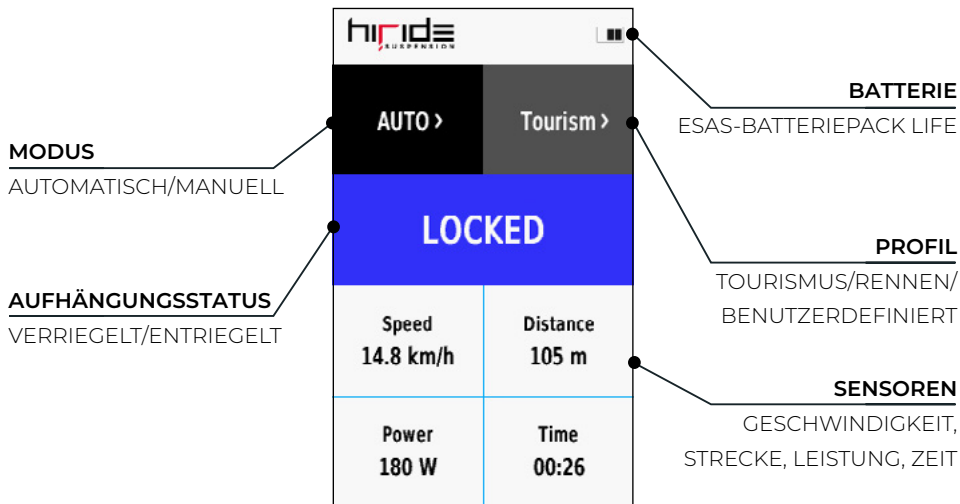 hiride
SUSPENSION
AUTO >
Tourism >
LOCKED
Speed
14.8 km/h
Distance
105 m
Power
180 W
Time
00:26
MODUS
AUTOMATISCH/MANUELL
AUFHÄNGUNGSSTATUS
VERRIEGELT/ENTRIEGELT
BATTERIE
ESAS-BATTERIEPACK LIFE
PROFIL
TOURISMUS/RENNEN/
BENUTZERDEFINIERT
SENSOREN
GESCHWINDIGKEIT,
STRECKE, LEISTUNG, ZEIT